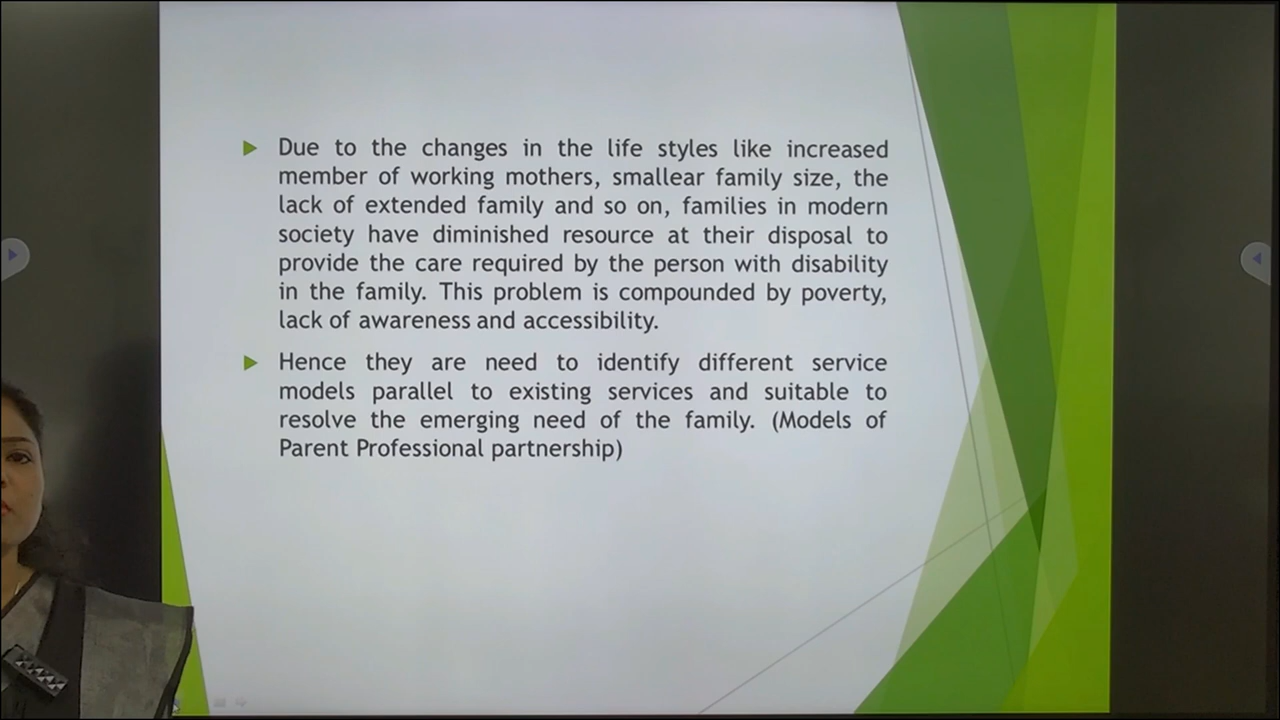 Due to the changes in the life styles like increased
member of working mothers, smallear family size, the
lack of extended family and so on, families in modern
society have diminished resource at their disposal to
provide the care required by the person with disability
in the family. This problem is compounded by poverty,
lack of awareness and accessibility.
Hence they are need to identify different service
models parallel to existing services and suitable to
resolve the emerging need of the family. (Models of
Parent Professional partnership)